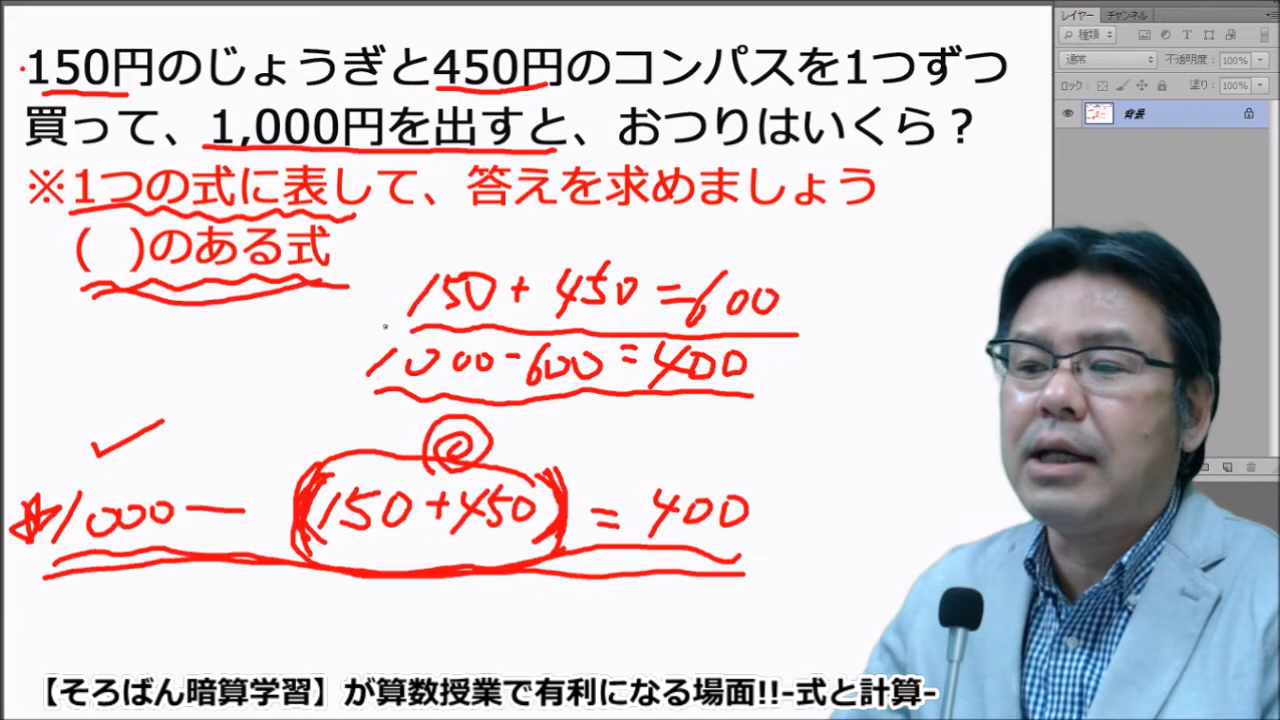 150円のじょうぎと450円のコンパスを1つずつ
買って、1,000円を出すと、おつりはいくら？
※1つの式に表して、答えを求めましょう
(　)のある式
150+450=600
1000-600=400
1000-(150+450)=400
【そろばん暗算学習】が算数授業で有利になる場面!!-式と計算-
レイヤー チャンネル
種類
通常 不透明度: 100%
ロック: 塗り: 100%
背景